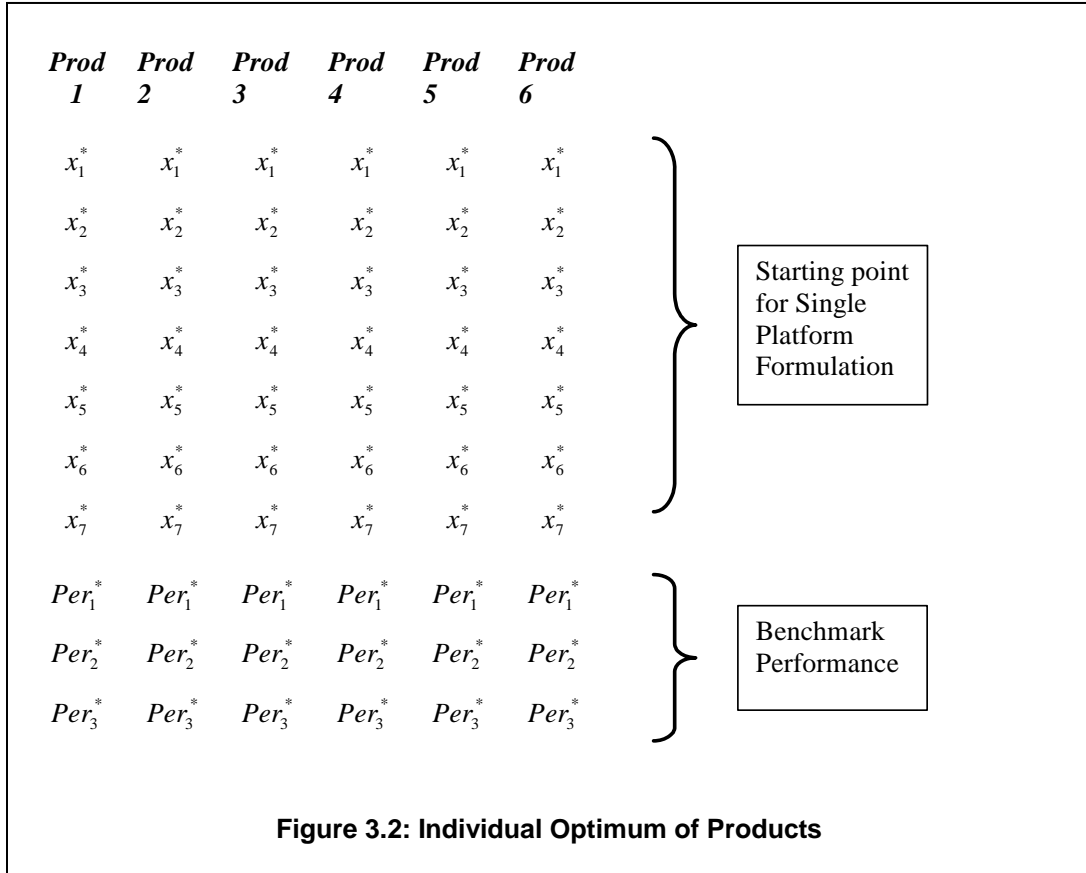 Prod Prod Prod Prod Prod Prod
1 2 3 4 5 6
x₁* x₁* x₁* x₁* x₁* x₁*
x₂* x₂* x₂* x₂* x₂* x₂*
x₃* x₃* x₃* x₃* x₃* x₃*
x₄* x₄* x₄* x₄* x₄* x₄*
x₅* x₅* x₅* x₅* x₅* x₅*
x₆* x₆* x₆* x₆* x₆* x₆*
x₇* x₇* x₇* x₇* x₇* x₇*
Starting point
for Single
Platform
Formulation
Per₁* Per₁* Per₁* Per₁* Per₁* Per₁*
Per₂* Per₂* Per₂* Per₂* Per₂* Per₂*
Per₃* Per₃* Per₃* Per₃* Per₃* Per₃*
Benchmark
Performance
Figure 3.2: Individual Optimum of Products